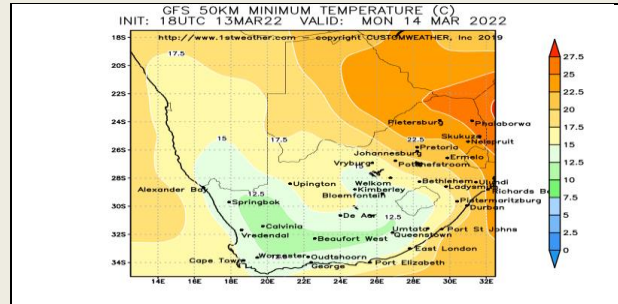 GFS 50KM MINIMUM TEMPERATURE (C)
INIT: 18UTC 13MAR22 VALID: MON 14 MAR 2022
http://www.1stweather.com — copyright CUSTOMWEATHER, Inc 2019
18S
17.5
20S
22S
24S
Pietersburg
Phalaborwa
Skukuza
Nelspruit
15
17.5
22.5
Pretoria
Johannesburg
26S
Ermelo
Vryburg
Potchefstroom
15
Welkom
Bethlehem
Ulundi
28S
Alexander Bay
Upington
Kimberley
Ladysmith
Richards B
12.5
Bloemfontein
Springbok
Pietermaritzburg
30S
Durban
De Aar
12.5
Calvinia
Umtata
Port St Johns
Vredendal
Queenstown
32S
Beaufort West
East London
Worcester
Oudtshoorn
Cape Town
34S
George
Port Elizabeth
14E 16E 18E 20E 22E 24E 26E 28E 30E 32E
27.5
25
22.5
20
17.5
15
12.5
10
7.5
5
2.5
0